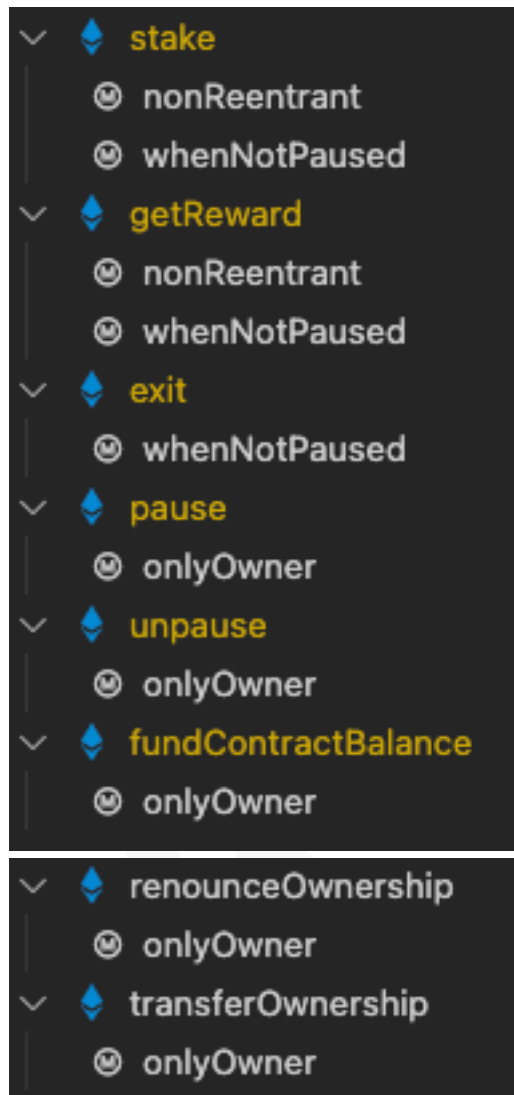 stake
nonReentrant
whenNotPaused
getReward
nonReentrant
whenNotPaused
exit
whenNotPaused
pause
onlyOwner
unpause
onlyOwner
fundContractBalance
onlyOwner
renounceOwnership
onlyOwner
transferOwnership
onlyOwner